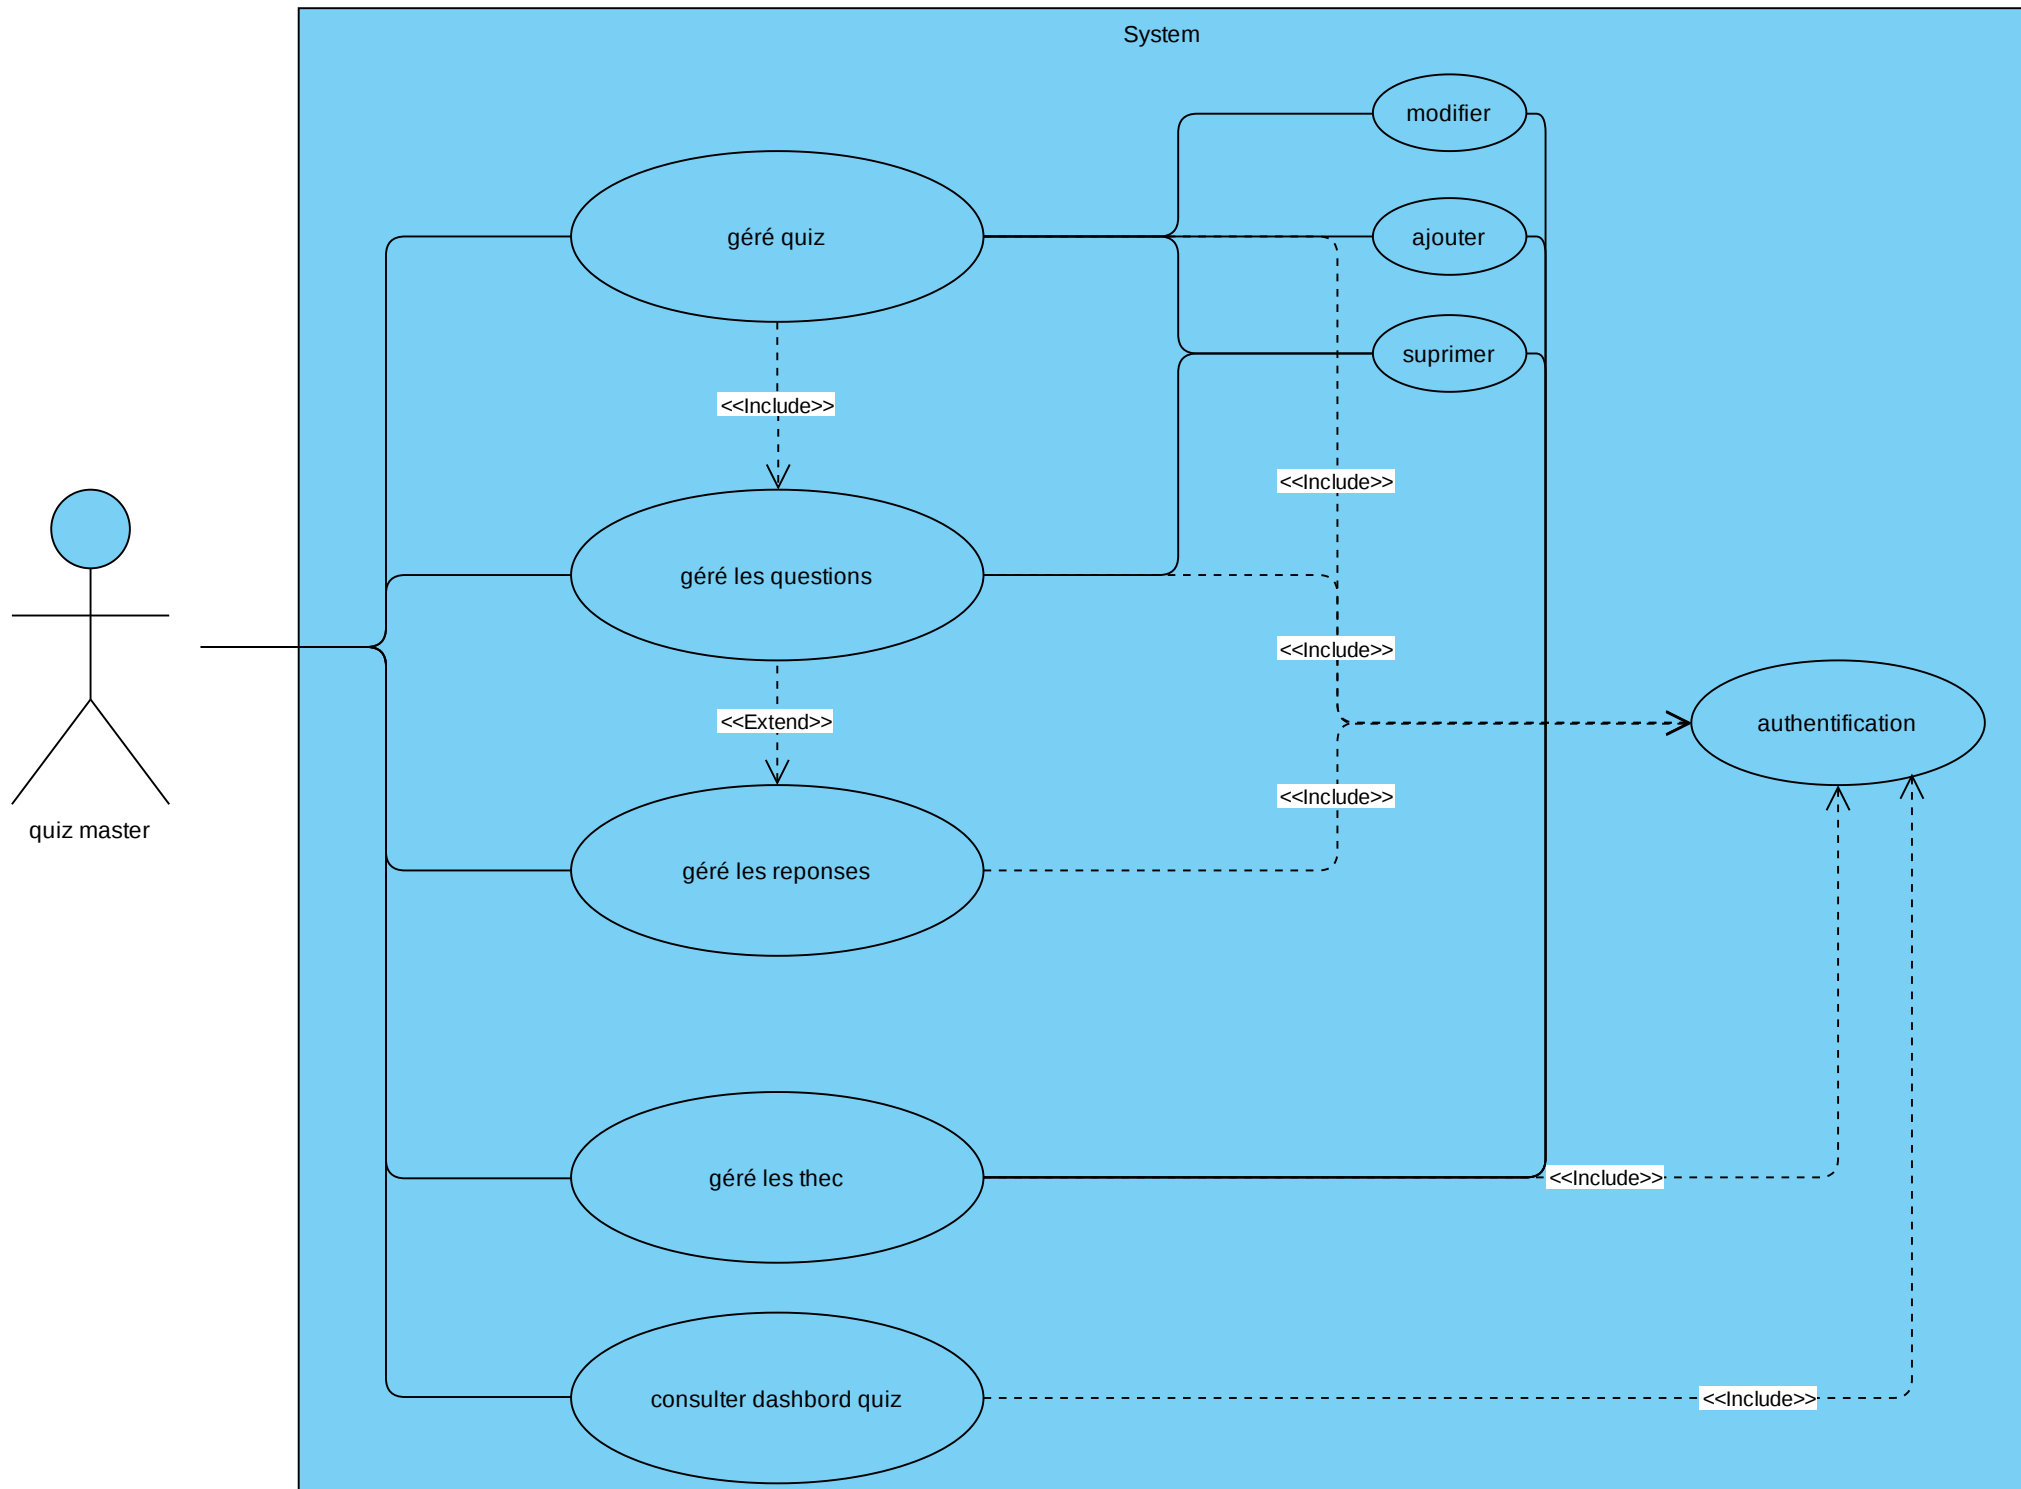 System
modifier
géré quiz
ajouter
suprimer
<<Include>>
<<Include>>
géré les questions
<<Include>>
<<Extend>>
authentification
<<Include>>
quiz master
géré les reponses
géré les thec
<<Include>>
consulter dashbord quiz
<<Include>>